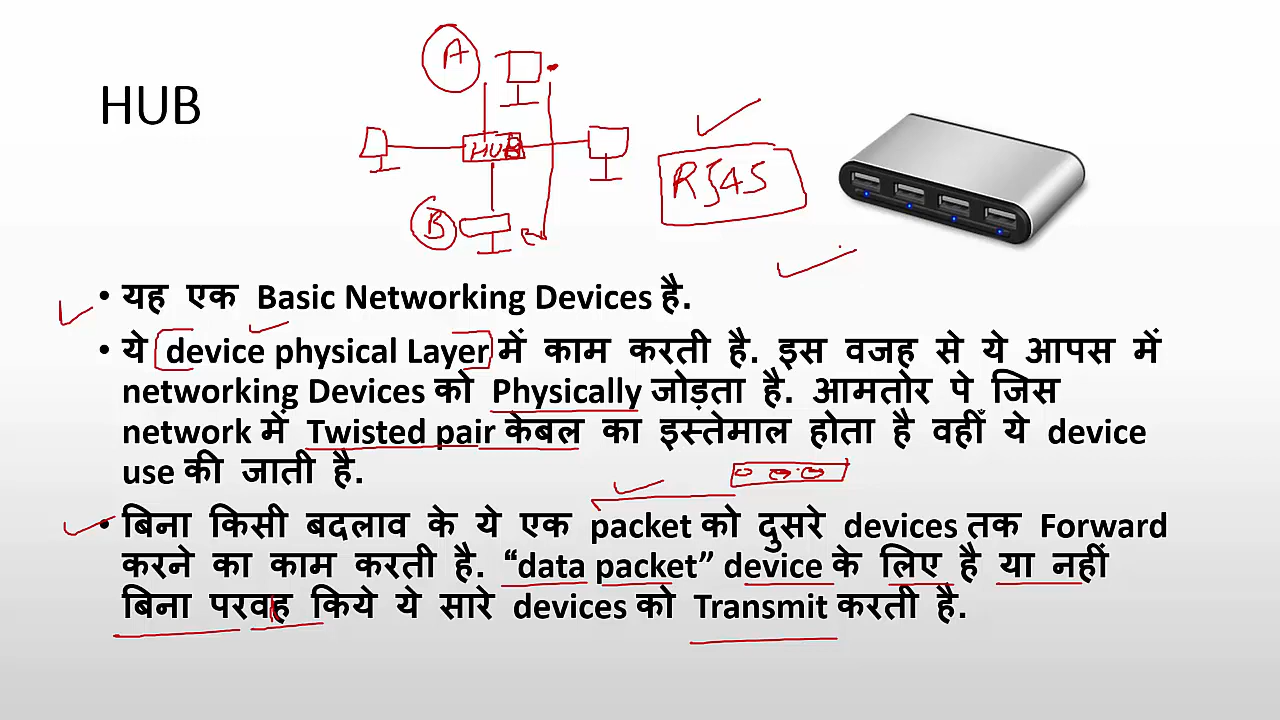 A
HUB
HUB
RJ45
B
• यह एक Basic Networking Devices है.
• ये device physical Layer में काम करती है. इस वजह से ये आपस में
networking Devices को Physically जोड़ता है. आमतोर पे जिस
network में Twisted pair केबल का इस्तेमाल होता है वहीँ ये device
use की जाती है.
• बिना किसी बदलाव के ये एक packet को दुसरे devices तक Forward
करने का काम करती है. “data packet” device के लिए है या नहीं
बिना परवाह किये ये सारे devices को Transmit करती है.